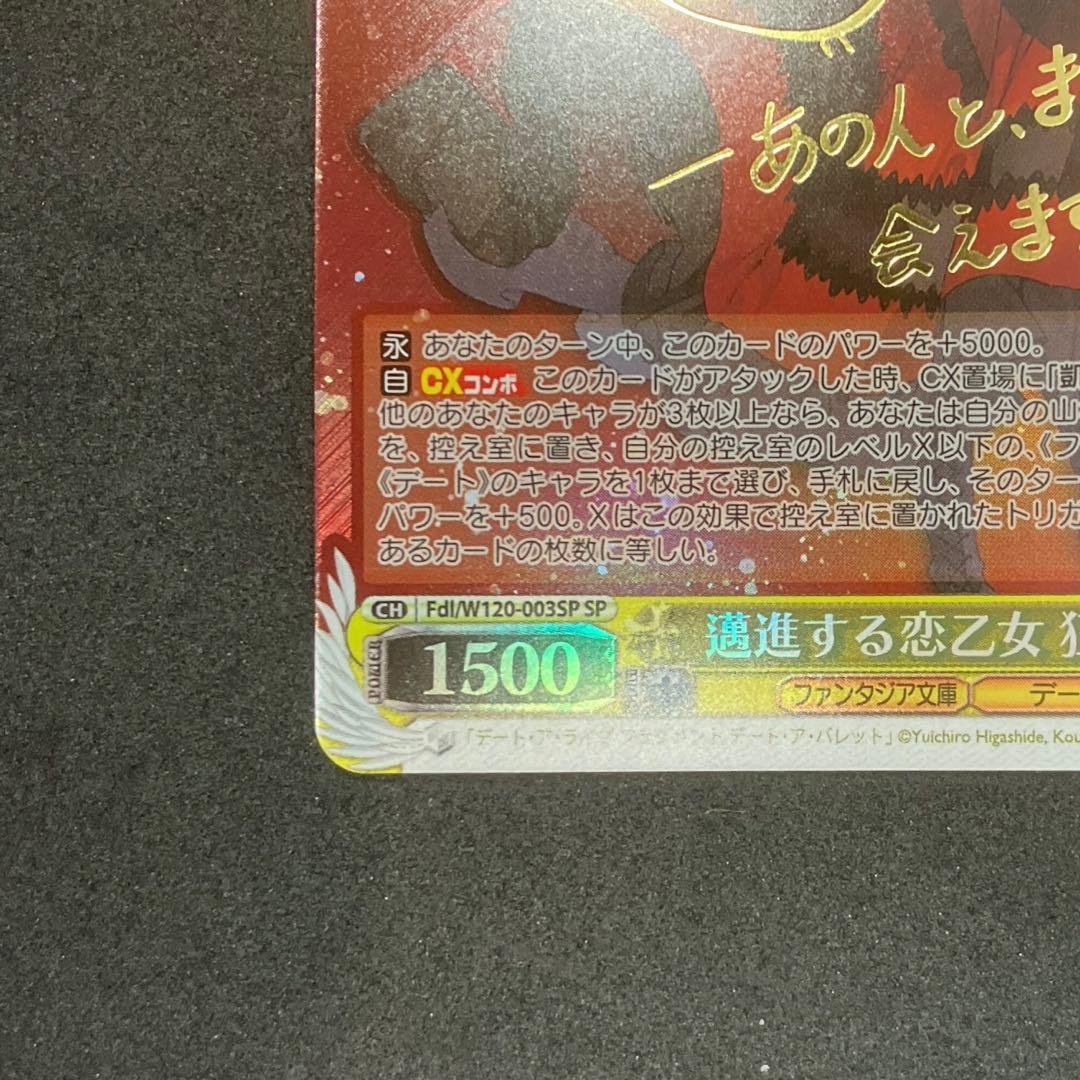 —あの人と、ま
会えます
永 あなたのターン中、このカードのパワーを+5000。
自 CXコンボ このカードがアタックした時、CX置場に「凱
他のあなたのキャラが3枚以上なら、あなたは自分の山
を、控え室に置き、自分の控え室のレベルX以下の、《フ
《デート》のキャラを1枚まで選び、手札に戻し、そのター
パワーを+500。Xはこの効果で控え室に置かれたトリガ
あるカードの枚数に等しい。
CH Fdl/W120-003SP SP
POWER 1500 邁進する恋乙女 狂
ファンタジア文庫 デー
「デート・ア・ライブ フラグメント デート・ア・バレット」 ©Yuichiro Higashide, Kou